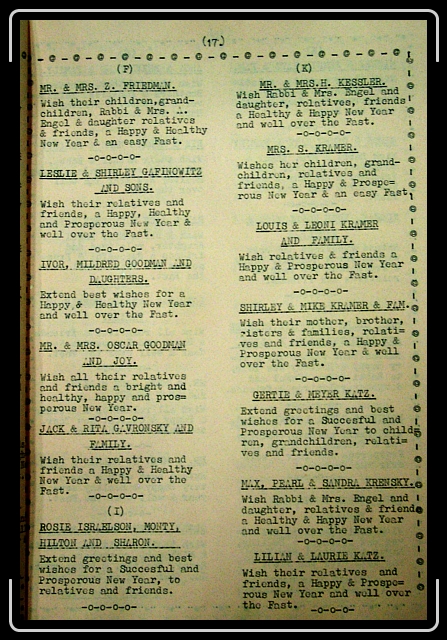 (17.)
(F)
MR. & MRS. Z. FRIEDMAN.
Wish their children,grand-
children, Rabbi & Mrs. ..
Engel & daughter relatives
& friends, a Happy & Healthy
New Year & an easy Fast.
-o-o-o-o-
LESLIE & SHIRLEY GAFINOWITZ
AND SONS.
Wish their relatives and
friends, a Happy, Healthy
and Prosperous New Year &
well over the Fast.
-o-o-o-o-
IVOR, MILDRED GOODMAN AND
DAUGHTERS.
Extend best wishes for a
Happy & Healthy New Year
and well over the Fast.
-o-o-o-o-
MR. & MRS. OSCAR GOODMAN
AND JOY.
Wish all their relatives
and friends a bright and
healthy, happy and pros=
perous New Year.
-o-o-o-o-
JACK & RITA GAVRONSKY AND
FAMILY.
Wish their relatives and
friends a Happy & Healthy
New Year & well over the
Fast.
-o-o-o-o-
(I)
ROSIE ISRAELSON, MONTY,
HILTON AND SHARON.
Extend greetings and best
wishes for a Succesful and
Prosperous New Year, to
relatives and friends.
-o-o-o-o-
(K)
MR. & MRS.H. KESSLER.
Wish Rabbi & Mrs. Engel and
daughter, relatives, friends
a Healthy & Happy New Year
and well over the Fast.
-o-o-o-o-
MRS. S. KRAMER.
Wishes her children, grand-
children, relatives and
friends, a Happy & Prospe=
rous New Year & an easy Fast.
-o-o-o-o-
LOUIS & LEONI KRAMER
AND FAMILY.
Wish relatives & friends a
Happy & Prosperous New Year
and well over the Fast.
-o-o-o-o-
SHIRLEY & MIKE KRAMER & FAM.
Wish their mother, brother,
sisters & families, relati=
ves and friends, a Happy &
Prosperous New Year & well
over the Fast.
-o-o-o-o-
GERTIE & MEYER KATZ.
Extend greetings and best
wishes for a Succesful and
Prosperous New Year to child=
ren, grandchildren, relati=
ves and friends.
-o-o-o-o-
MAX, PEARL & SANDRA KRENSKY.
Wish Rabbi & Mrs. Engel and
daughter, relatives & friends
a Healthy & Happy New Year
and well over the Fast.
-o-o-o-o-
LILIAN & LAURIE KATZ.
Wish their relatives and
friends, a Happy & Prospe=
rous New Year & well over
the Fast.
-o-o-o-o-